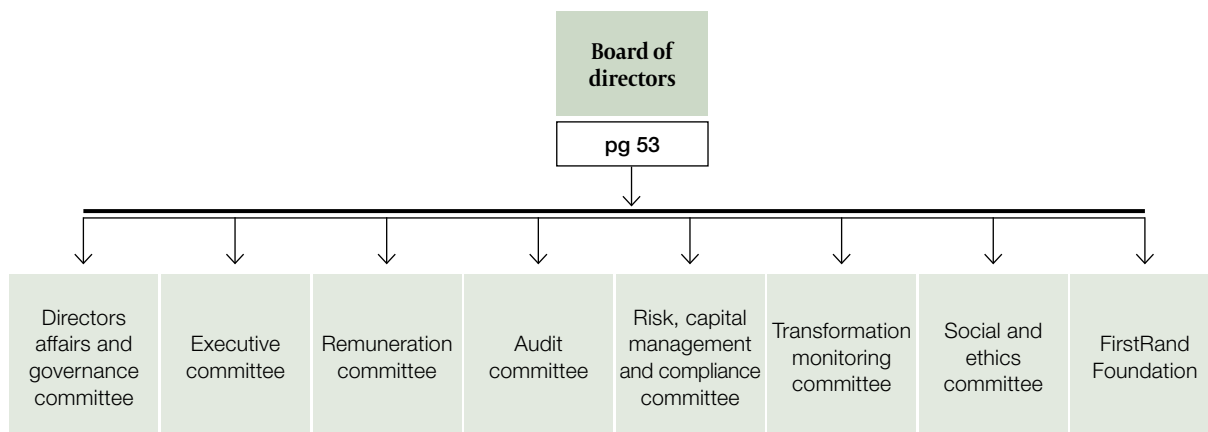 Board of
directors
pg 53
Directors
affairs and
governance
committee
Executive
committee
Remuneration
committee
Audit
committee
Risk, capital
management
and compliance
committee
Transformation
monitoring
committee
Social and
ethics
committee
FirstRand
Foundation